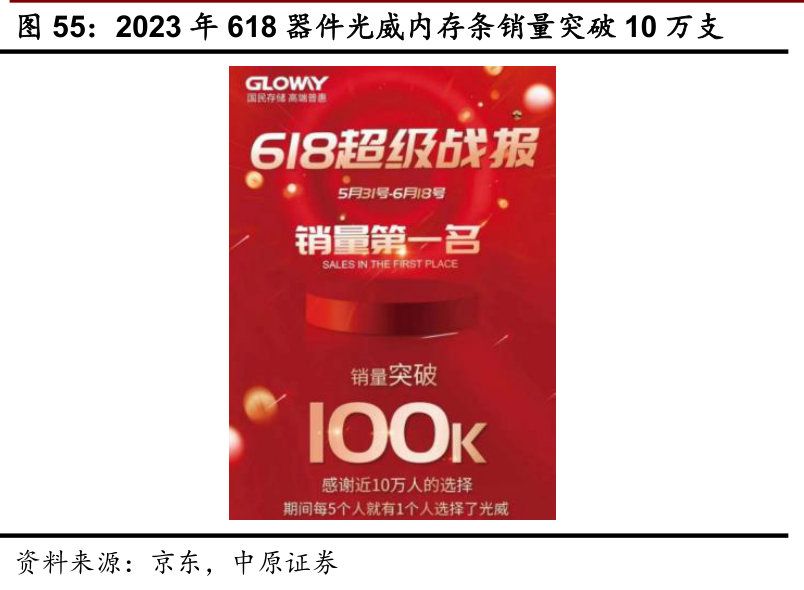 图 55：2023 年 618 器件光威内存条销量突破 10 万支
GLOWAY
国民存储 高端普惠
618超级战报
5月31号-6月18号
销量第一名
SALES IN THE FIRST PLACE
销量突破
100K
感谢近10万人的选择
期间每5个人就有1个人选择了光威
资料来源：京东，中原证券